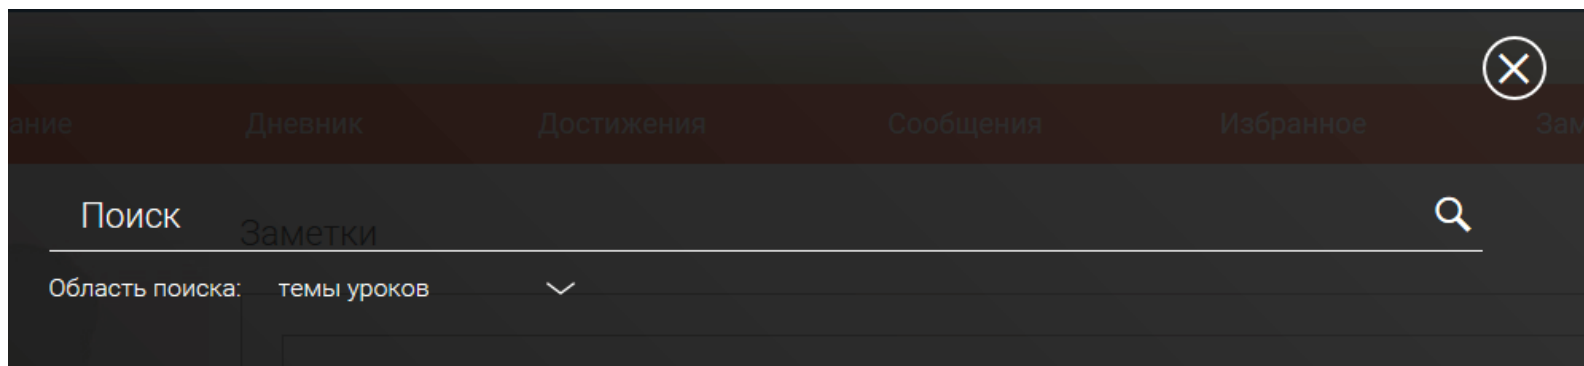 ание Дневник Достижения Сообщения Избранное Зам
Поиск
Заметки
Область поиска: темы уроков